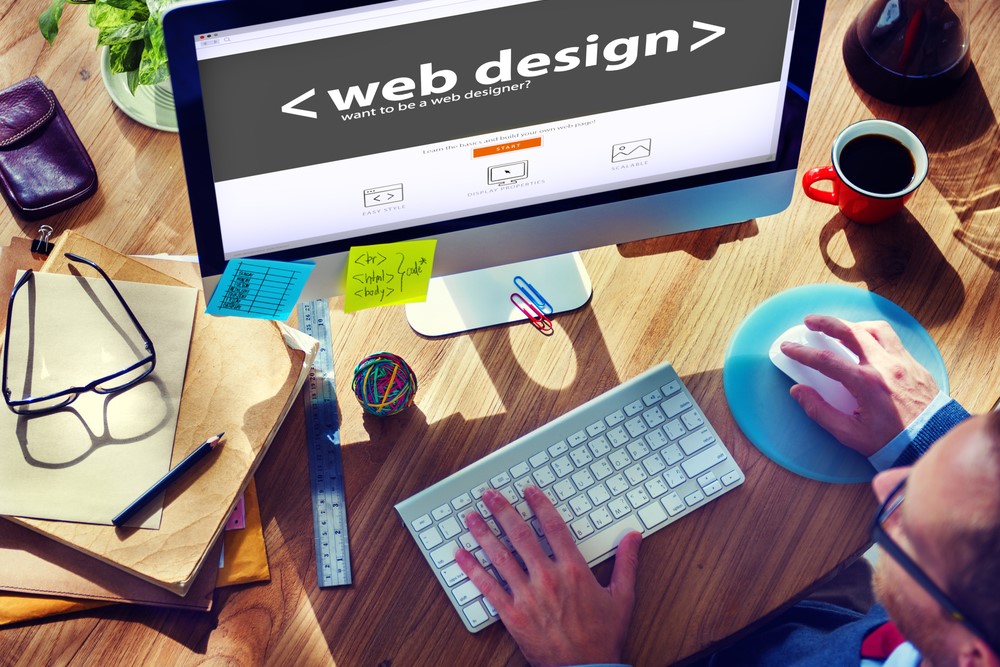 <web design>
want to be a web designer?
Learn the basics and build your own web page!
START
EASY STYLE
DISPLAY PROPERTIES
SCALABLE
<br>
<html> } code*
<body>